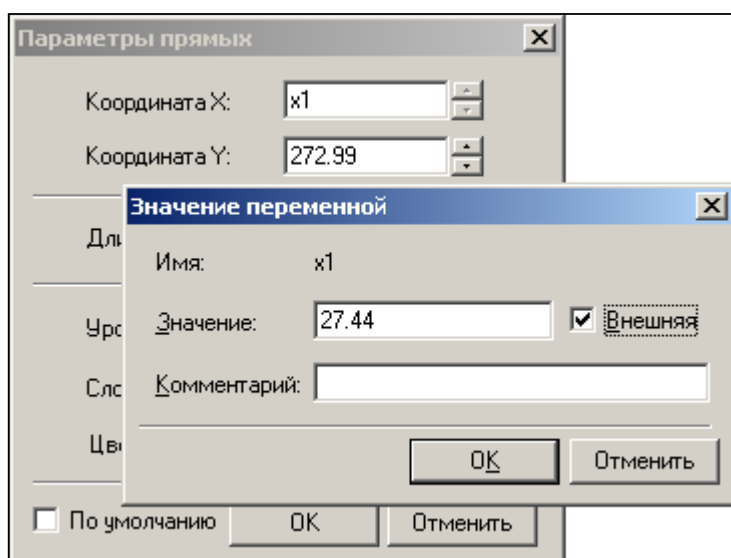 Параметры прямых
Координата X: x1
Координата Y: 272.99
Значение переменной
Имя: x1
Значение: 27.44 Внешняя
Комментарий:
OK Отменить
По умолчанию OK Отменить